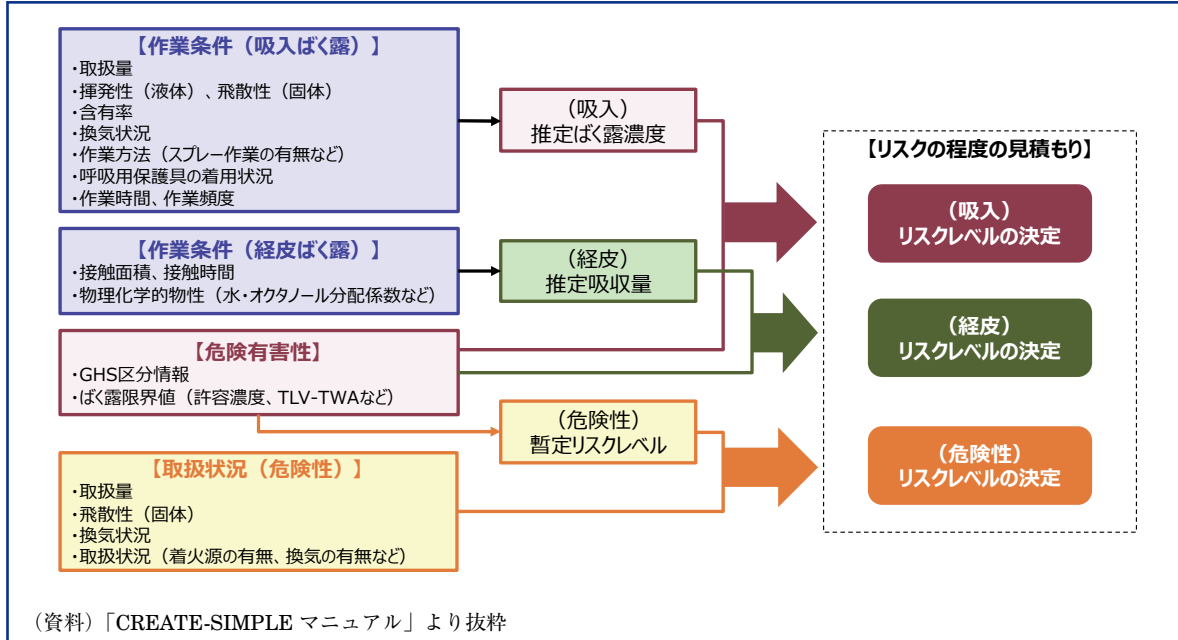 【作業条件（吸入ばく露）】
・取扱量
・揮発性（液体）、飛散性（固体）
・含有率
・換気状況
・作業方法（スプレー作業の有無など）
・呼吸用保護具の着用状況
・作業時間、作業頻度
（吸入）
推定ばく露濃度
【作業条件（経皮ばく露）】
・接触面積、接触時間
・物理化学的物性（水・オクタノール分配係数など）
（経皮）
推定吸収量
【危険有害性】
・GHS区分情報
・ばく露限界値（許容濃度、TLV-TWAなど）
（危険性）
暫定リスクレベル
【取扱状況（危険性）】
・取扱量
・飛散性（固体）
・換気状況
・取扱状況（着火源の有無、換気の有無など）
【リスクの程度の見積もり】
（吸入）
リスクレベルの決定
（経皮）
リスクレベルの決定
（危険性）
リスクレベルの決定
（資料）「CREATE-SIMPLE マニュアル」より抜粋